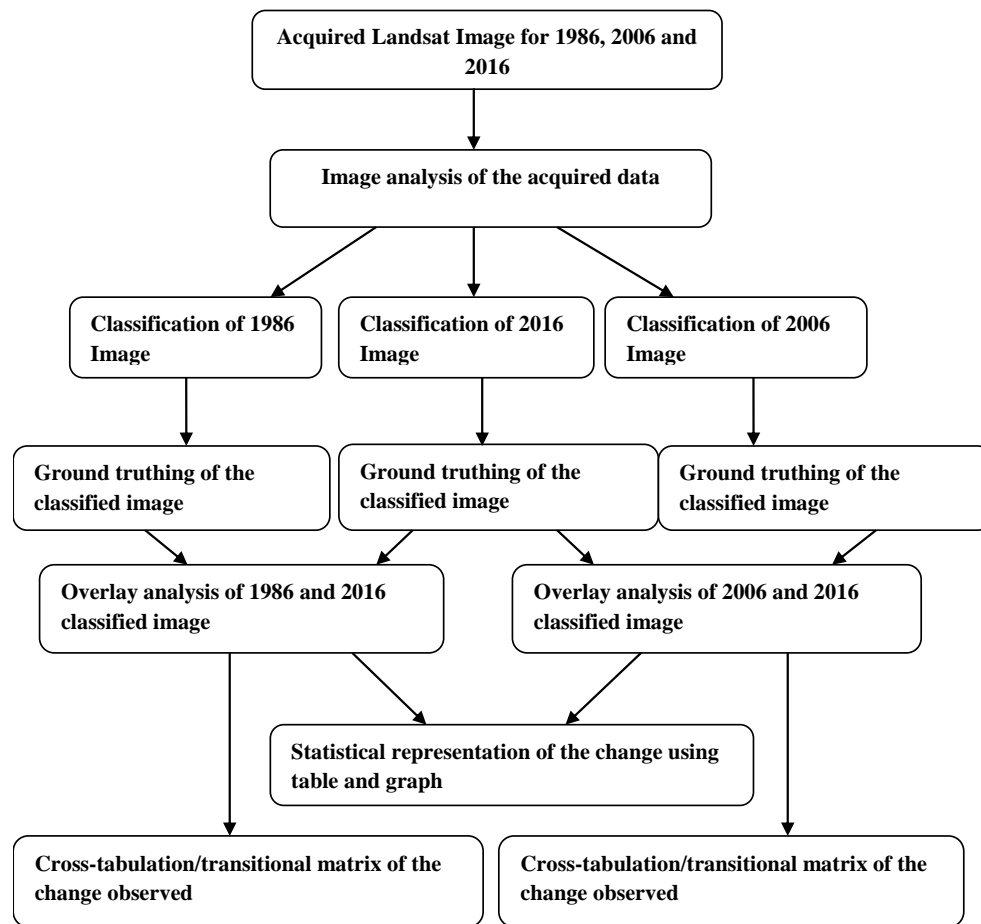 Acquired Landsat Image for 1986, 2006 and
2016
Image analysis of the acquired data
Classification of 1986
Image
Classification of 2016
Image
Classification of 2006
Image
Ground truthing of the
classified image
Ground truthing of the
classified image
Ground truthing of the
classified image
Overlay analysis of 1986 and 2016
classified image
Overlay analysis of 2006 and 2016
classified image
Statistical representation of the change using
table and graph
Cross-tabulation/transitional matrix of the
change observed
Cross-tabulation/transitional matrix of the
change observed